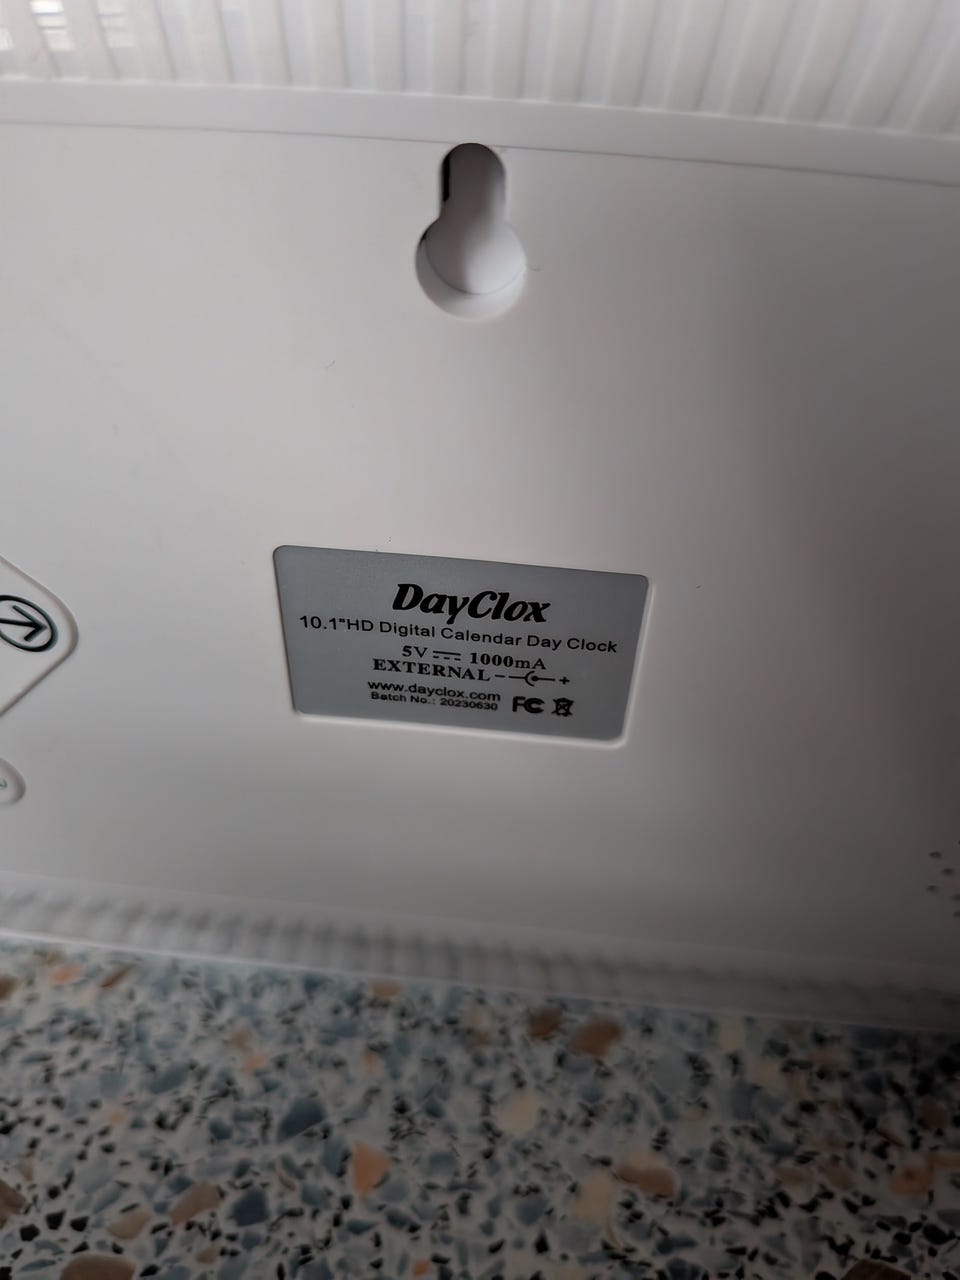 DayClox
10.1"HD Digital Calendar Day Clock
5V ⎓ 1000mA
EXTERNAL - +
www.dayclox.com
Batch No.: 20230630
FC